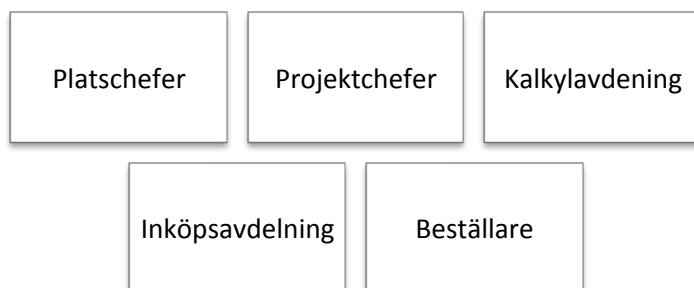 Platschefer
Projektchefer
Kalkylavdening
Inköpsavdelning
Beställare